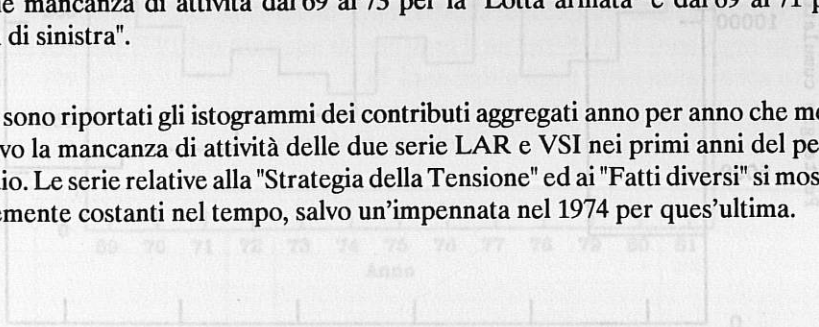 e mancanza di attività dal 69 al 73 per la "Lotta armata" e dal 69 al 71 p
di sinistra".
sono riportati gli istogrammi dei contributi aggregati anno per anno che m
vo la mancanza di attività delle due serie LAR e VSI nei primi anni del pe
io. Le serie relative alla "Strategia della Tensione" ed ai "Fatti diversi" si mos
emente costanti nel tempo, salvo un'impennata nel 1974 per ques'ultima.
69 70 71 72 73 74 75 76 77 78 79 80 81
Anno